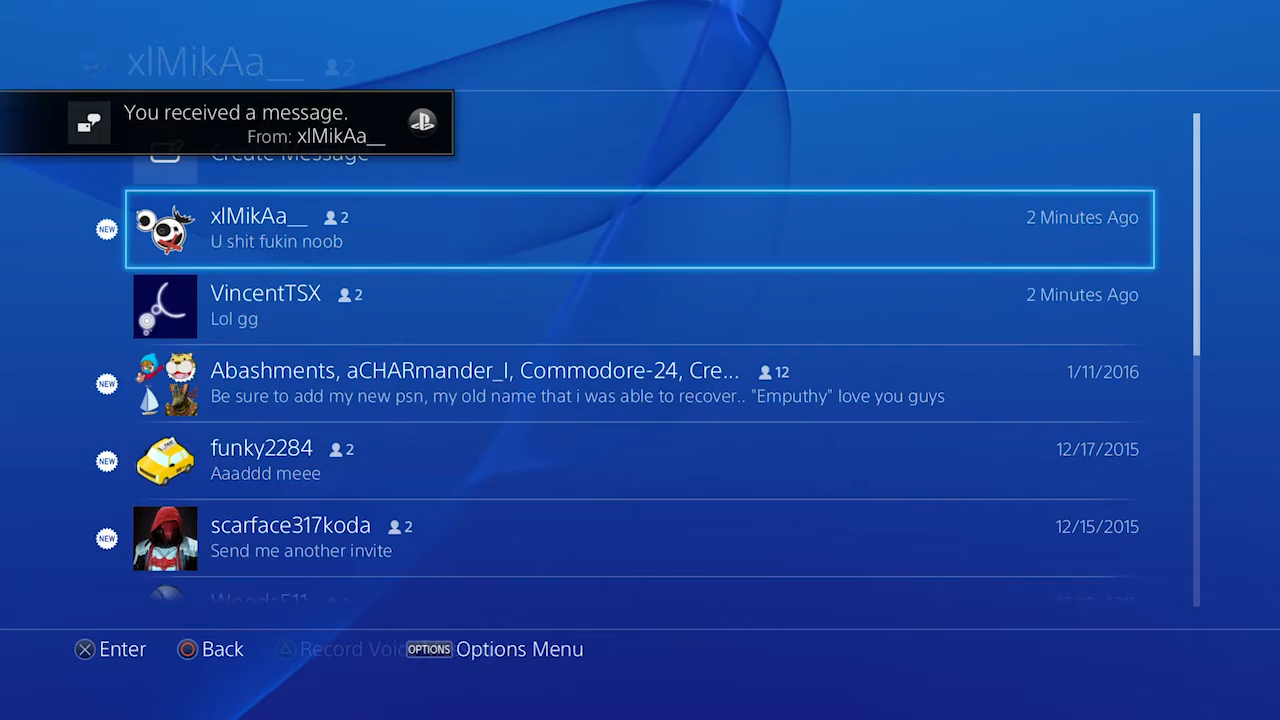 xlMikAa__ 2
You received a message.
From: xlMikAa__
Create Message
NEW
xlMikAa__ 2
2 Minutes Ago
U shit fukin noob
VincentTSX 2
2 Minutes Ago
Lol gg
NEW
Abashments, aCHARmander_l, Commodore-24, Cre... 12
1/11/2016
Be sure to add my new psn, my old name that i was able to recover.. "Emputhy" love you guys
NEW
funky2284 2
12/17/2015
Aaaddd meee
TAXI
NEW
scarface317koda 2
12/15/2015
Send me another invite
Enter
Back
Record Voic
OPTIONS Options Menu